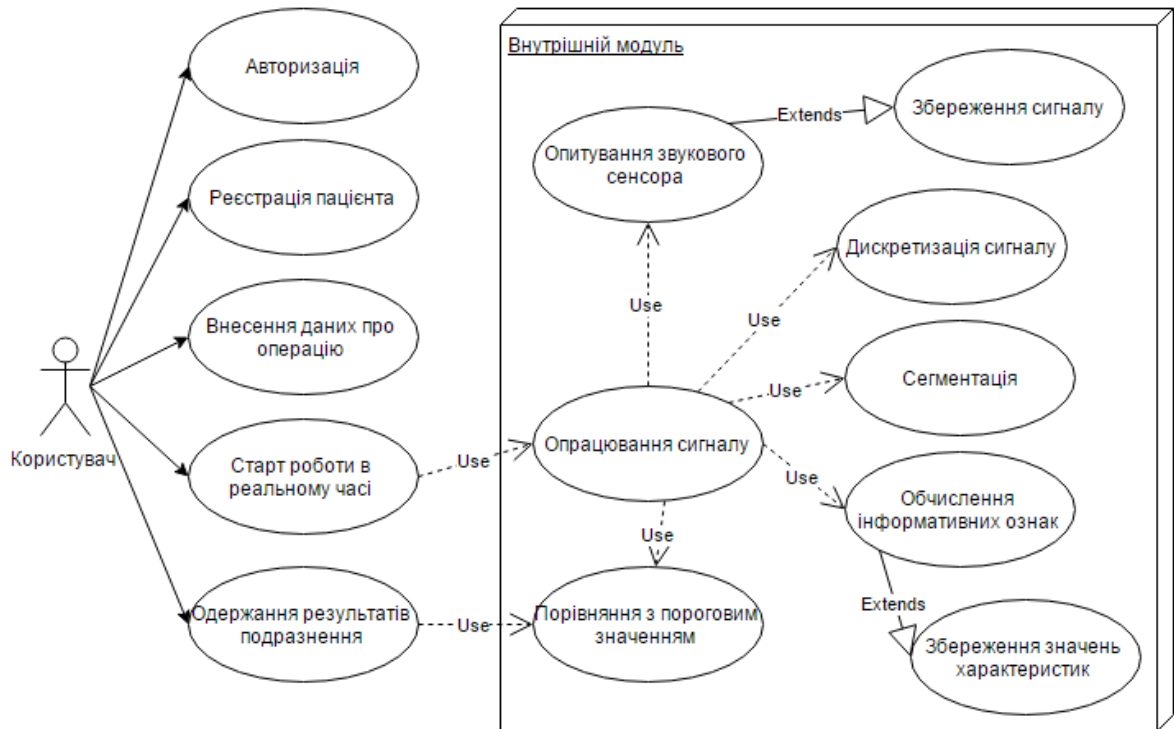 Авторизація
Внутрішній модуль
Збереження сигналу
Extends
Опитування звукового
сенсора
Реєстрація пацієнта
Дискретизація сигналу
Use
Use
Внесення даних про
операцію
Сегментація
Use
Користувач
Старт роботи в
реальному часі
Use
Опрацювання сигналу
Use
Обчислення
інформативних ознак
Use
Extends
Одержання результатів
подразнення
Use
Порівняння з пороговим
значенням
Збереження значень
характеристик